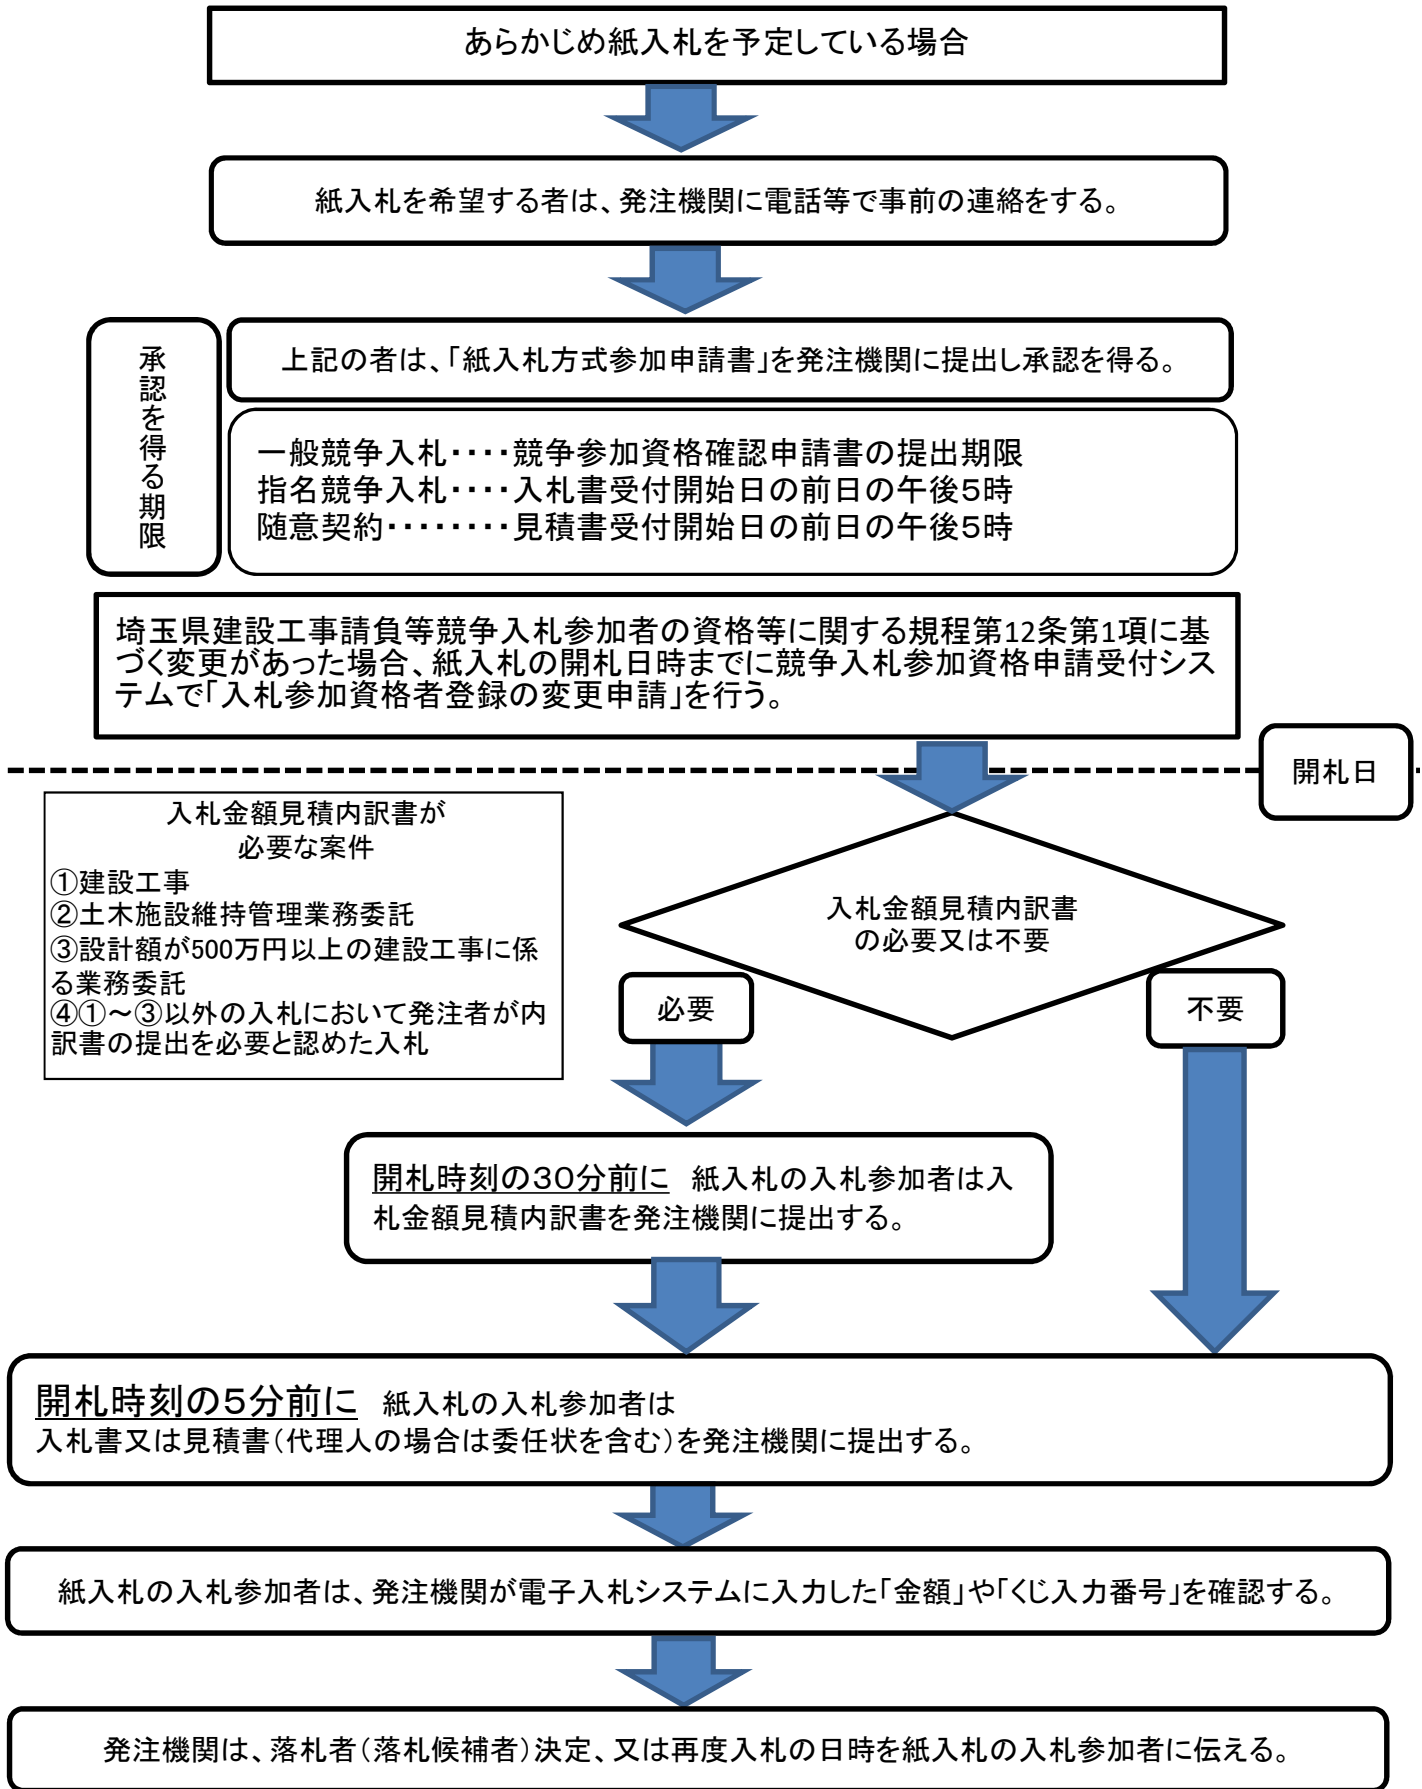 あらかじめ紙入札を予定している場合
紙入札を希望する者は、発注機関に電話等で事前の連絡をする。
承認を得る期限
上記の者は、「紙入札方式参加申請書」を発注機関に提出し承認を得る。
一般競争入札････競争参加資格確認申請書の提出期限
指名競争入札････入札書受付開始日の前日の午後５時
随意契約････････見積書受付開始日の前日の午後５時
埼玉県建設工事請負等競争入札参加者の資格等に関する規程第12条第1項に基
づく変更があった場合、紙入札の開札日時までに競争入札参加資格申請受付シス
テムで「入札参加資格者登録の変更申請」を行う。
開札日
入札金額見積内訳書が
必要な案件
①建設工事
②土木施設維持管理業務委託
③設計額が500万円以上の建設工事に係
る業務委託
④①～③以外の入札において発注者が内
訳書の提出を必要と認めた入札
入札金額見積内訳書
の必要又は不要
必要
不要
開札時刻の３０分前に　紙入札の入札参加者は入
札金額見積内訳書を発注機関に提出する。
開札時刻の５分前に　紙入札の入札参加者は
入札書又は見積書（代理人の場合は委任状を含む）を発注機関に提出する。
紙入札の入札参加者は、発注機関が電子入札システムに入力した「金額」や「くじ入力番号」を確認する。
発注機関は、落札者（落札候補者）決定、又は再度入札の日時を紙入札の入札参加者に伝える。